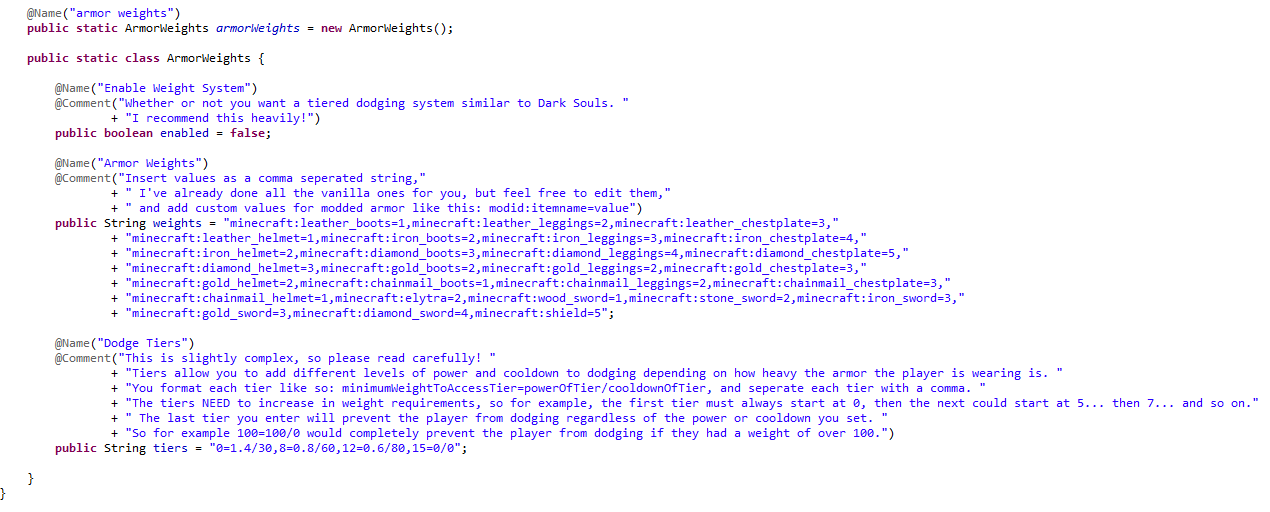 @Name("armor weights")
public static ArmorWeights armorWeights = new ArmorWeights();
public static class ArmorWeights {
@Name("Enable Weight System")
@Comment("Whether or not you want a tiered dodging system similar to Dark Souls. "
+ "I recommend this heavily!")
public boolean enabled = false;
@Name("Armor Weights")
@Comment("Insert values as a comma seperated string,"
+ " I've already done all the vanilla ones for you, but feel free to edit them,"
+ " and add custom values for modded armor like this: modid:itemname=value")
public String weights = "minecraft:leather_boots=1,minecraft:leather_leggings=2,minecraft:leather_chestplate=3,"
+ "minecraft:leather_helmet=1,minecraft:iron_boots=2,minecraft:iron_leggings=3,minecraft:iron_chestplate=4,"
+ "minecraft:iron_helmet=2,minecraft:diamond_boots=3,minecraft:diamond_leggings=4,minecraft:diamond_chestplate=5,"
+ "minecraft:diamond_helmet=3,minecraft:gold_boots=2,minecraft:gold_leggings=2,minecraft:gold_chestplate=3,"
+ "minecraft:gold_helmet=2,minecraft:chainmail_boots=1,minecraft:chainmail_leggings=2,minecraft:chainmail_chestplate=3,"
+ "minecraft:chainmail_helmet=1,minecraft:elytra=2,minecraft:wood_sword=1,minecraft:stone_sword=2,minecraft:iron_sword=3,"
+ "minecraft:gold_sword=3,minecraft:diamond_sword=4,minecraft:shield=5";
@Name("Dodge Tiers")
@Comment("This is slightly complex, so please read carefully! "
+ "Tiers allow you to add different levels of power and cooldown to dodging depending on how heavy the armor the player is wearing is. "
+ "You format each tier like so: minimumWeightToAccessTier=powerOfTier/cooldownOfTier, and seperate each tier with a comma. "
+ "The tiers NEED to increase in weight requirements, so for example, the first tier must always start at 0, then the next could start at 5... then 7... and so on."
+ " The last tier you enter will prevent the player from dodging regardless of the power or cooldown you set. "
+ "So for example 100=100/0 would completely prevent the player from dodging if they had a weight of over 100.")
public String tiers = "0=1.4/30,8=0.8/60,12=0.6/80,15=0/0";
}
}